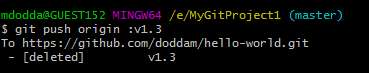 mdodda@GUEST152 MINGW64 /e/MyGitProject1 (master)
$ git push origin :v1.3
To https://github.com/doddam/hello-world.git
 - [deleted]         v1.3